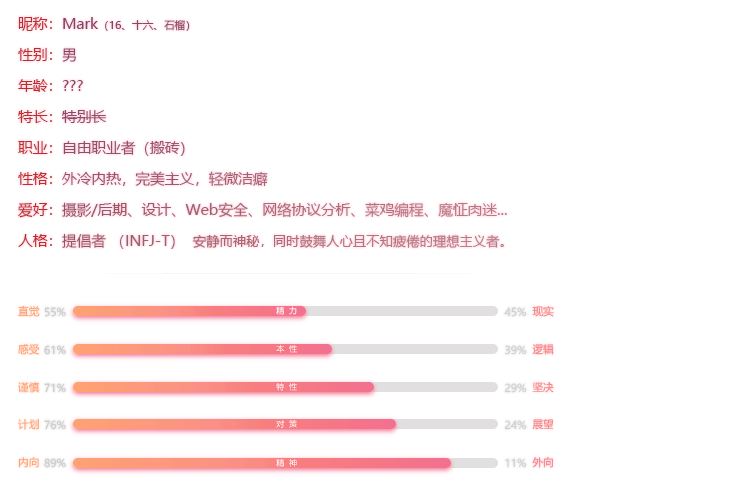 昵称：Mark（16、十六、石榴）
性别：男
年龄：???
特长：特别长
职业：自由职业者（搬砖）
性格：外冷内热，完美主义，轻微洁癖
爱好：摄影/后期、设计、Web安全、网络协议分析、菜鸡编程、魔怔肉迷...
人格：提倡者 （INFJ-T） 安静而神秘，同时鼓舞人心且不知疲倦的理想主义者。
直觉 55% 精力 45% 现实
感受 61% 本性 39% 逻辑
谨慎 71% 特性 29% 坚决
计划 76% 对策 24% 展望
内向 89% 精神 11% 外向